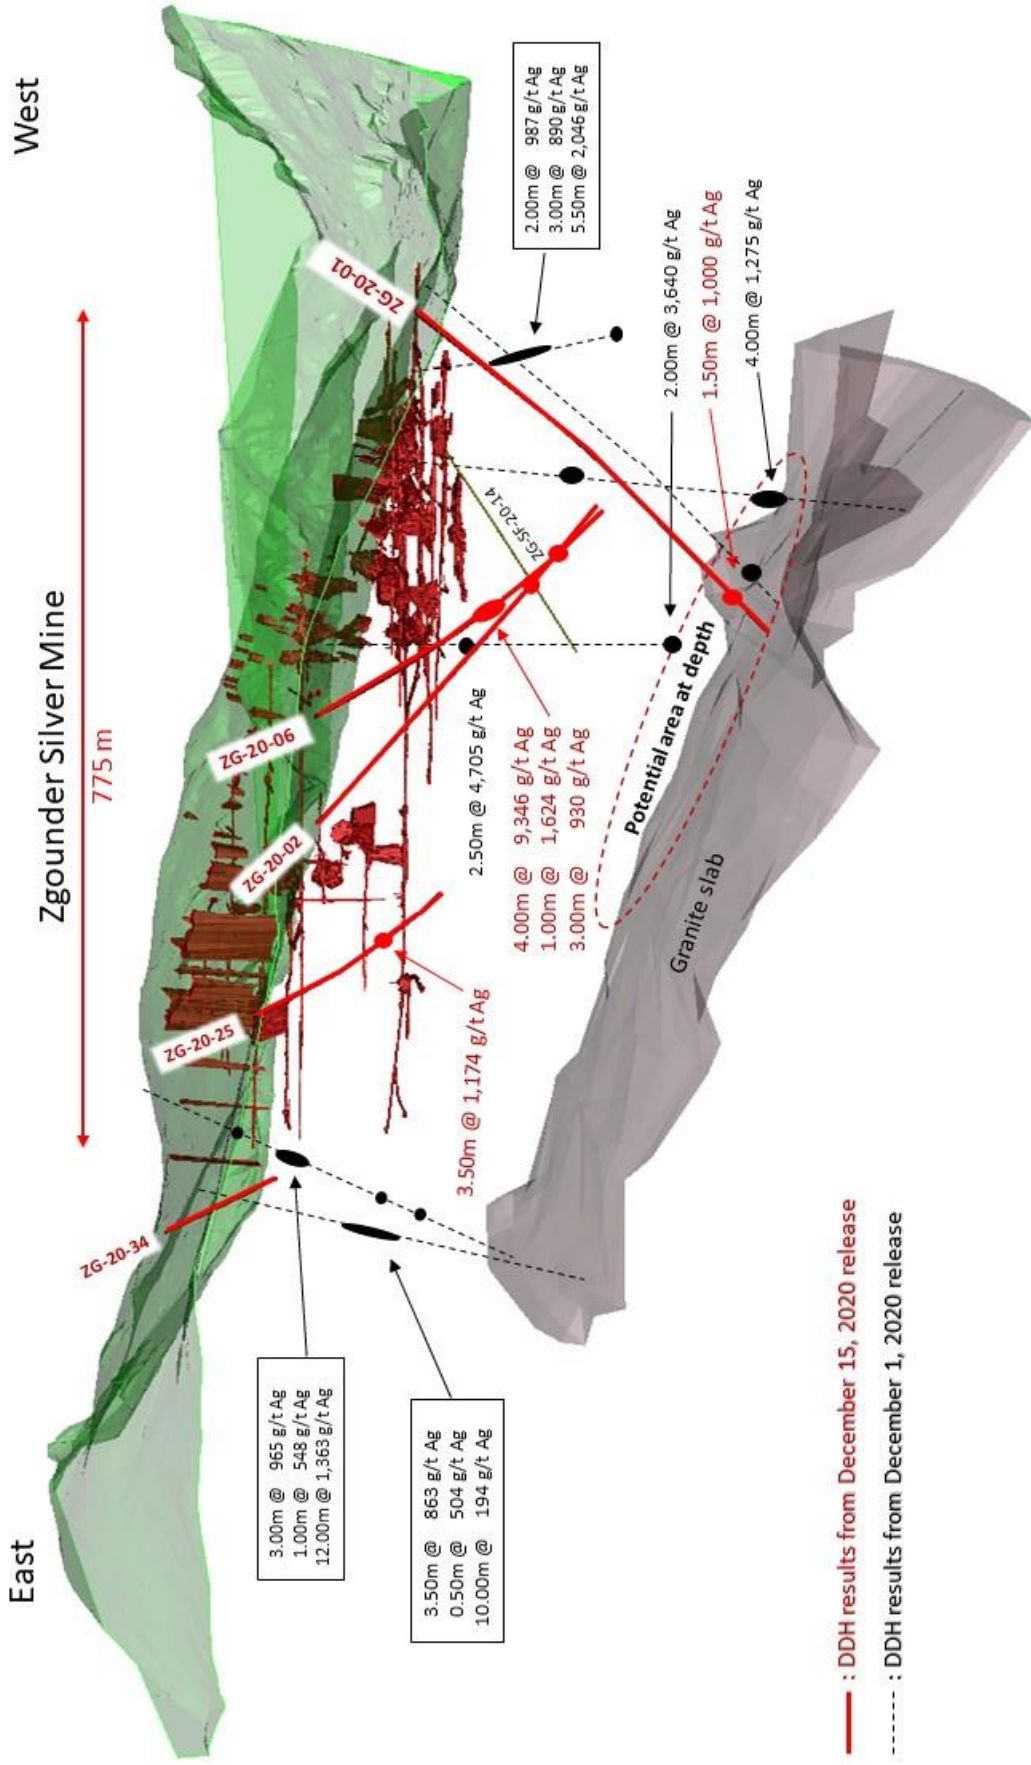 Zgounder Silver Mine
East
West
775 m
ZG-20-34
ZG-20-25
ZG-20-02
ZG-20-06
ZG-20-01
ZG-SF-20-14
3.00m @ 965 g/t Ag
1.00m @ 548 g/t Ag
12.00m @ 1,363 g/t Ag
3.50m @ 863 g/t Ag
0.50m @ 504 g/t Ag
10.00m @ 194 g/t Ag
3.50m @ 1,174 g/t Ag
2.50m @ 4,705 g/t Ag
4.00m @ 9,346 g/t Ag
1.00m @ 1,624 g/t Ag
3.00m @ 930 g/t Ag
2.00m @ 987 g/t Ag
3.00m @ 890 g/t Ag
5.50m @ 2,046 g/t Ag
2.00m @ 3,640 g/t Ag
1.50m @ 1,000 g/t Ag
4.00m @ 1,275 g/t Ag
Potential area at depth
Granite slab
: DDH results from December 15, 2020 release
: DDH results from December 1, 2020 release